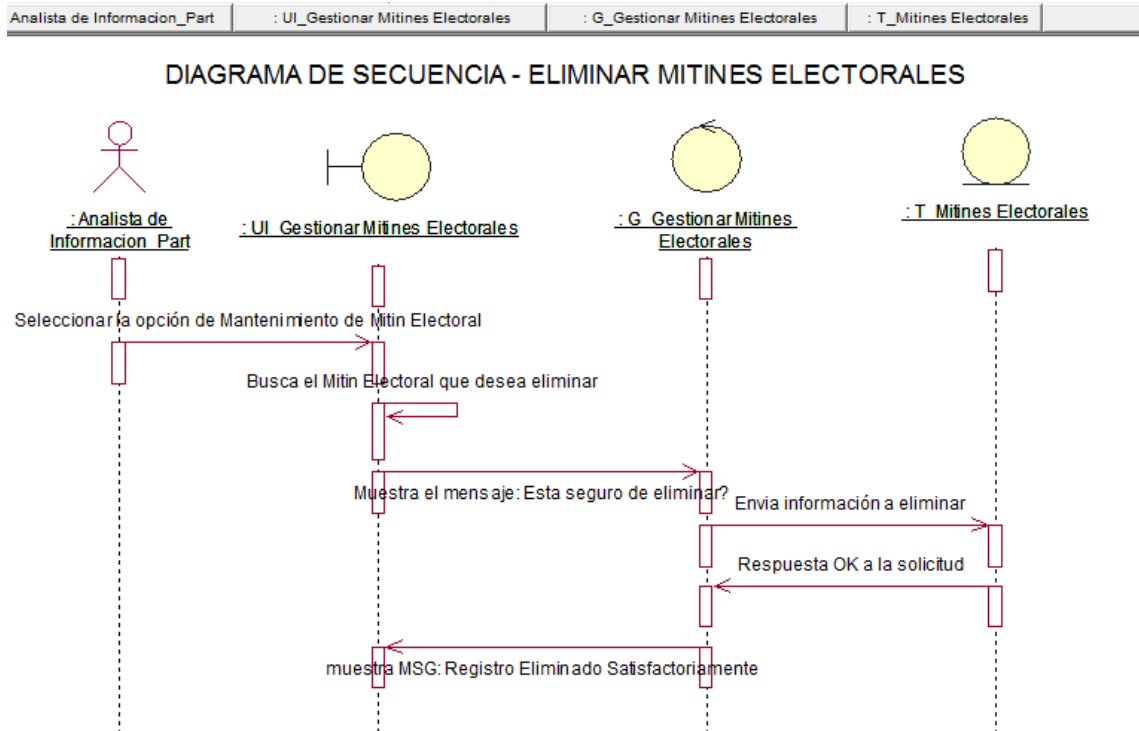 Analista de Informacion_Part
: UI_Gestionar Mitines Electorales
: G_Gestionar Mitines Electorales
: T_Mitines Electorales
DIAGRAMA DE SECUENCIA - ELIMINAR MITINES ELECTORALES
: Analista de
Informacion_Part
: UI_Gestionar Mitines Electorales
: G_Gestionar Mitines
Electorales
: T_Mitines Electorales
Seleccionar la opción de Mantenimiento de Mitin Electoral
Busca el Mitin Electoral que desea eliminar
Muestra el mensaje: Esta seguro de eliminar?
Envia información a eliminar
Respuesta OK a la solicitud
muestra MSG: Registro Eliminado Satisfactoriamente